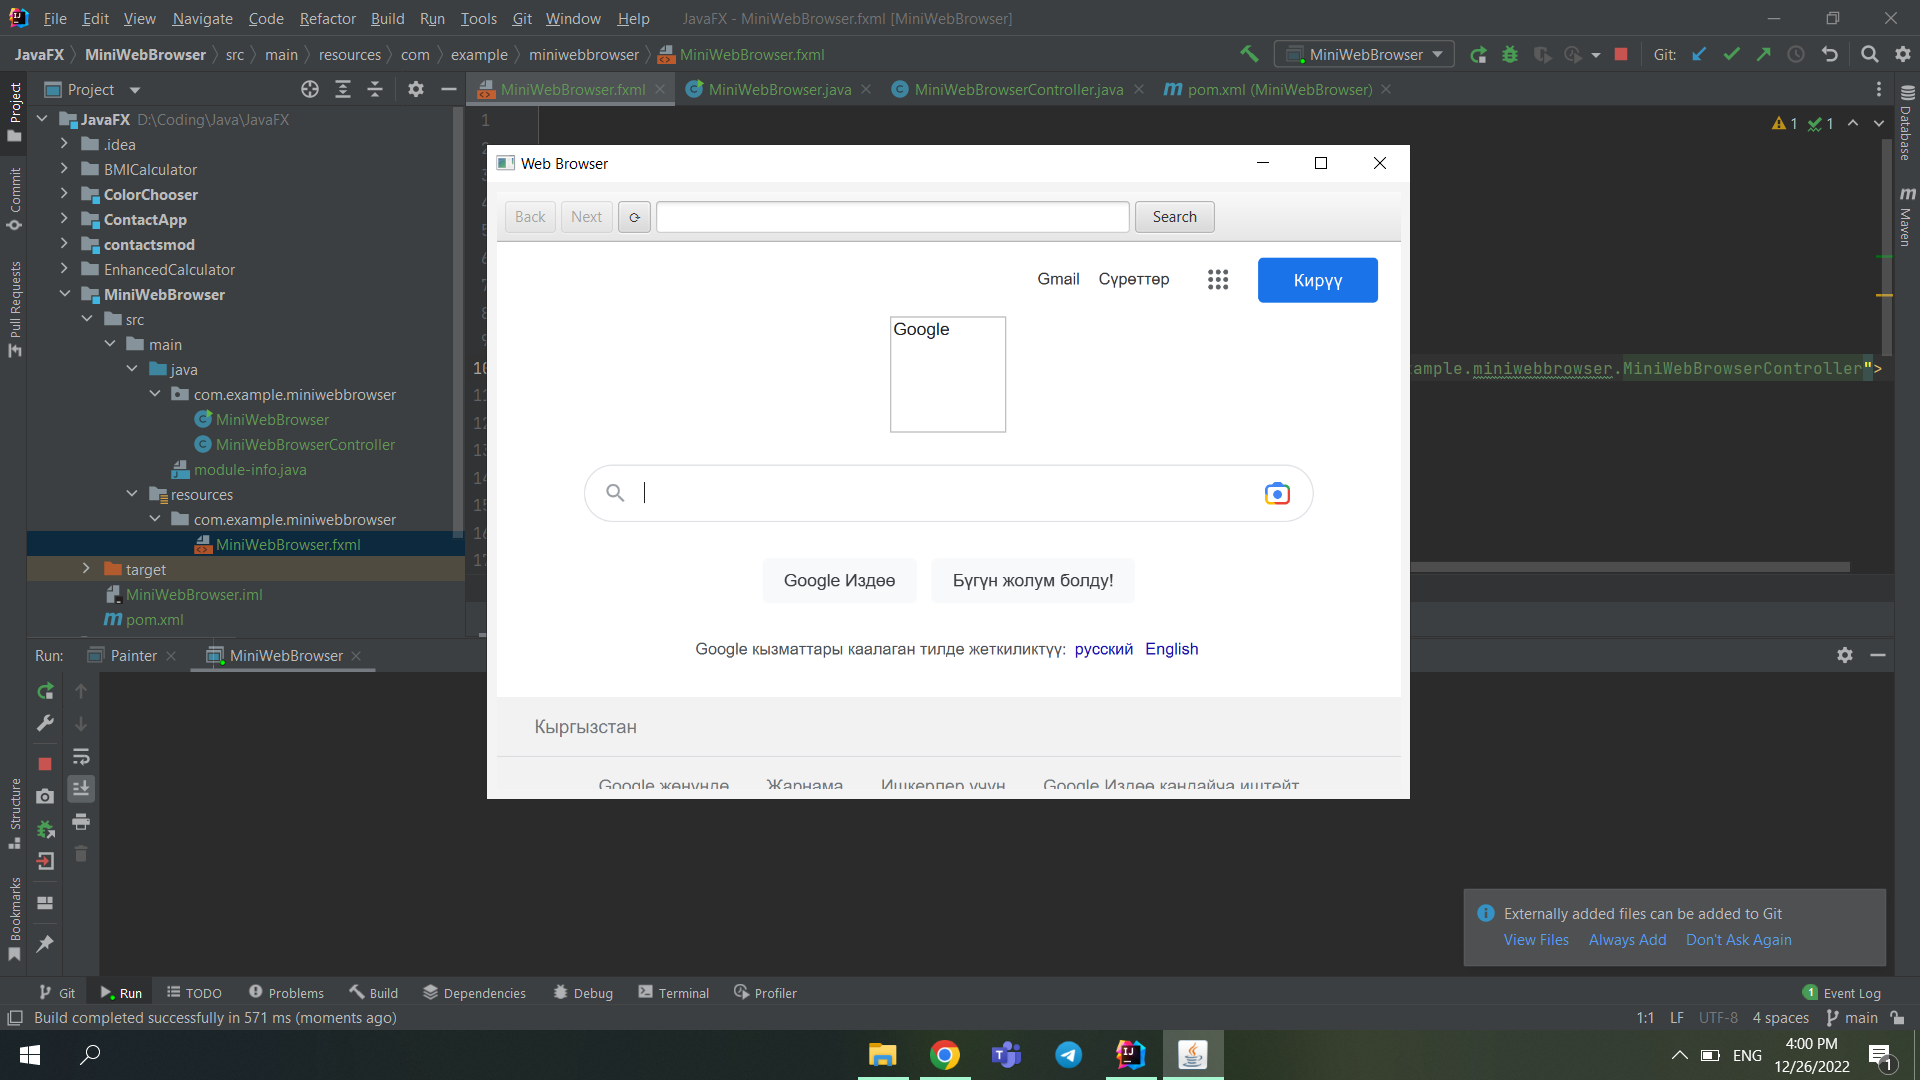 File Edit View Navigate Code Refactor Build Run Tools Git Window Help JavaFX - MiniWebBrowser.fxml [MiniWebBrowser]
JavaFX MiniWebBrowser src main resources com example miniwebbrowser MiniWebBrowser.fxml MiniWebBrowser Git:
Project MiniWebBrowser.fxml MiniWebBrowser.java MiniWebBrowserController.java pom.xml (MiniWebBrowser)
Project
Commit
Pull Requests
Structure
Bookmarks
Database
Maven
JavaFX D:\Coding\Java\JavaFX
.idea
BMICalculator
ColorChooser
ContactApp
contactsmod
EnhancedCalculator
MiniWebBrowser
src
main
java
com.example.miniwebbrowser
MiniWebBrowser
MiniWebBrowserController
module-info.java
resources
com.example.miniwebbrowser
MiniWebBrowser.fxml
target
MiniWebBrowser.iml
pom.xml
1
1 1
ample.miniwebbrowser.MiniWebBrowserController">
Web Browser
Back Next Search
Gmail Сүрөттөр Кирүү
Google
Google Издөө Бүгүн жолум болду!
Google кызматтары каалаган тилде жеткиликтүү: русский English
Кыргызстан
Google жөнүндө Жарнама Ишкерлер үчүн Google Издөө кандайча иштейт
Run: Painter MiniWebBrowser
Externally added files can be added to Git
View Files Always Add Don't Ask Again
Git Run TODO Problems Build Dependencies Debug Terminal Profiler 1 Event Log
Build completed successfully in 571 ms (moments ago) 1:1 LF UTF-8 4 spaces main
ENG 4:00 PM
12/26/2022 1